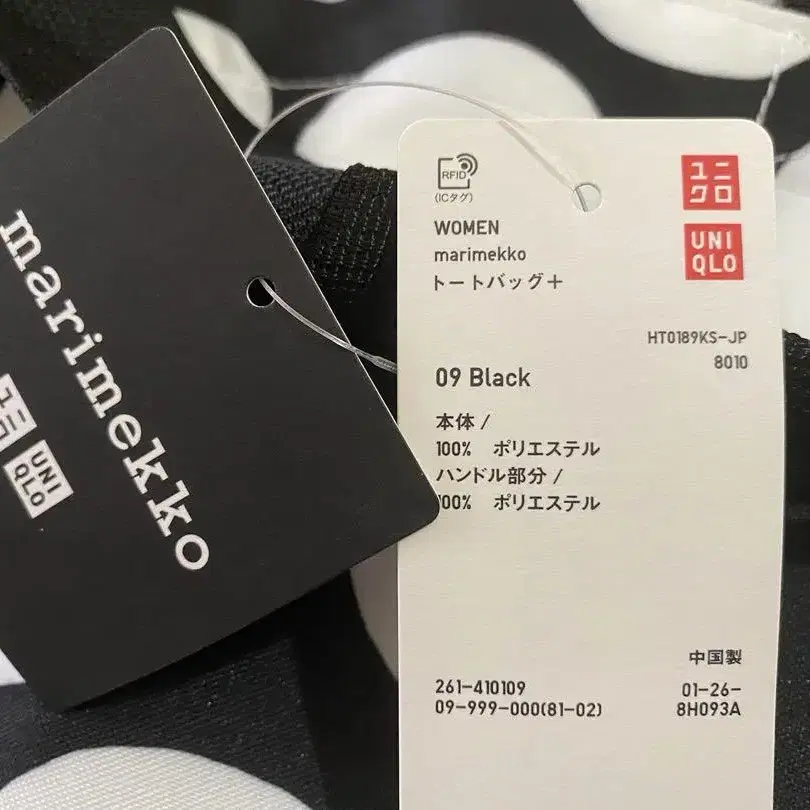 marimekko
ユニ
クロ
UNI
QLO
RFID
(ICタグ)
WOMEN
marimekko
トートバッグ+
ユニ
クロ
UNI
QLO
HT0189KS-JP
8010
09 Black
本体 /
100% ポリエステル
ハンドル部分 /
100% ポリエステル
中国製
261-410109
09-999-000(81-02)
01-26-
8H093A